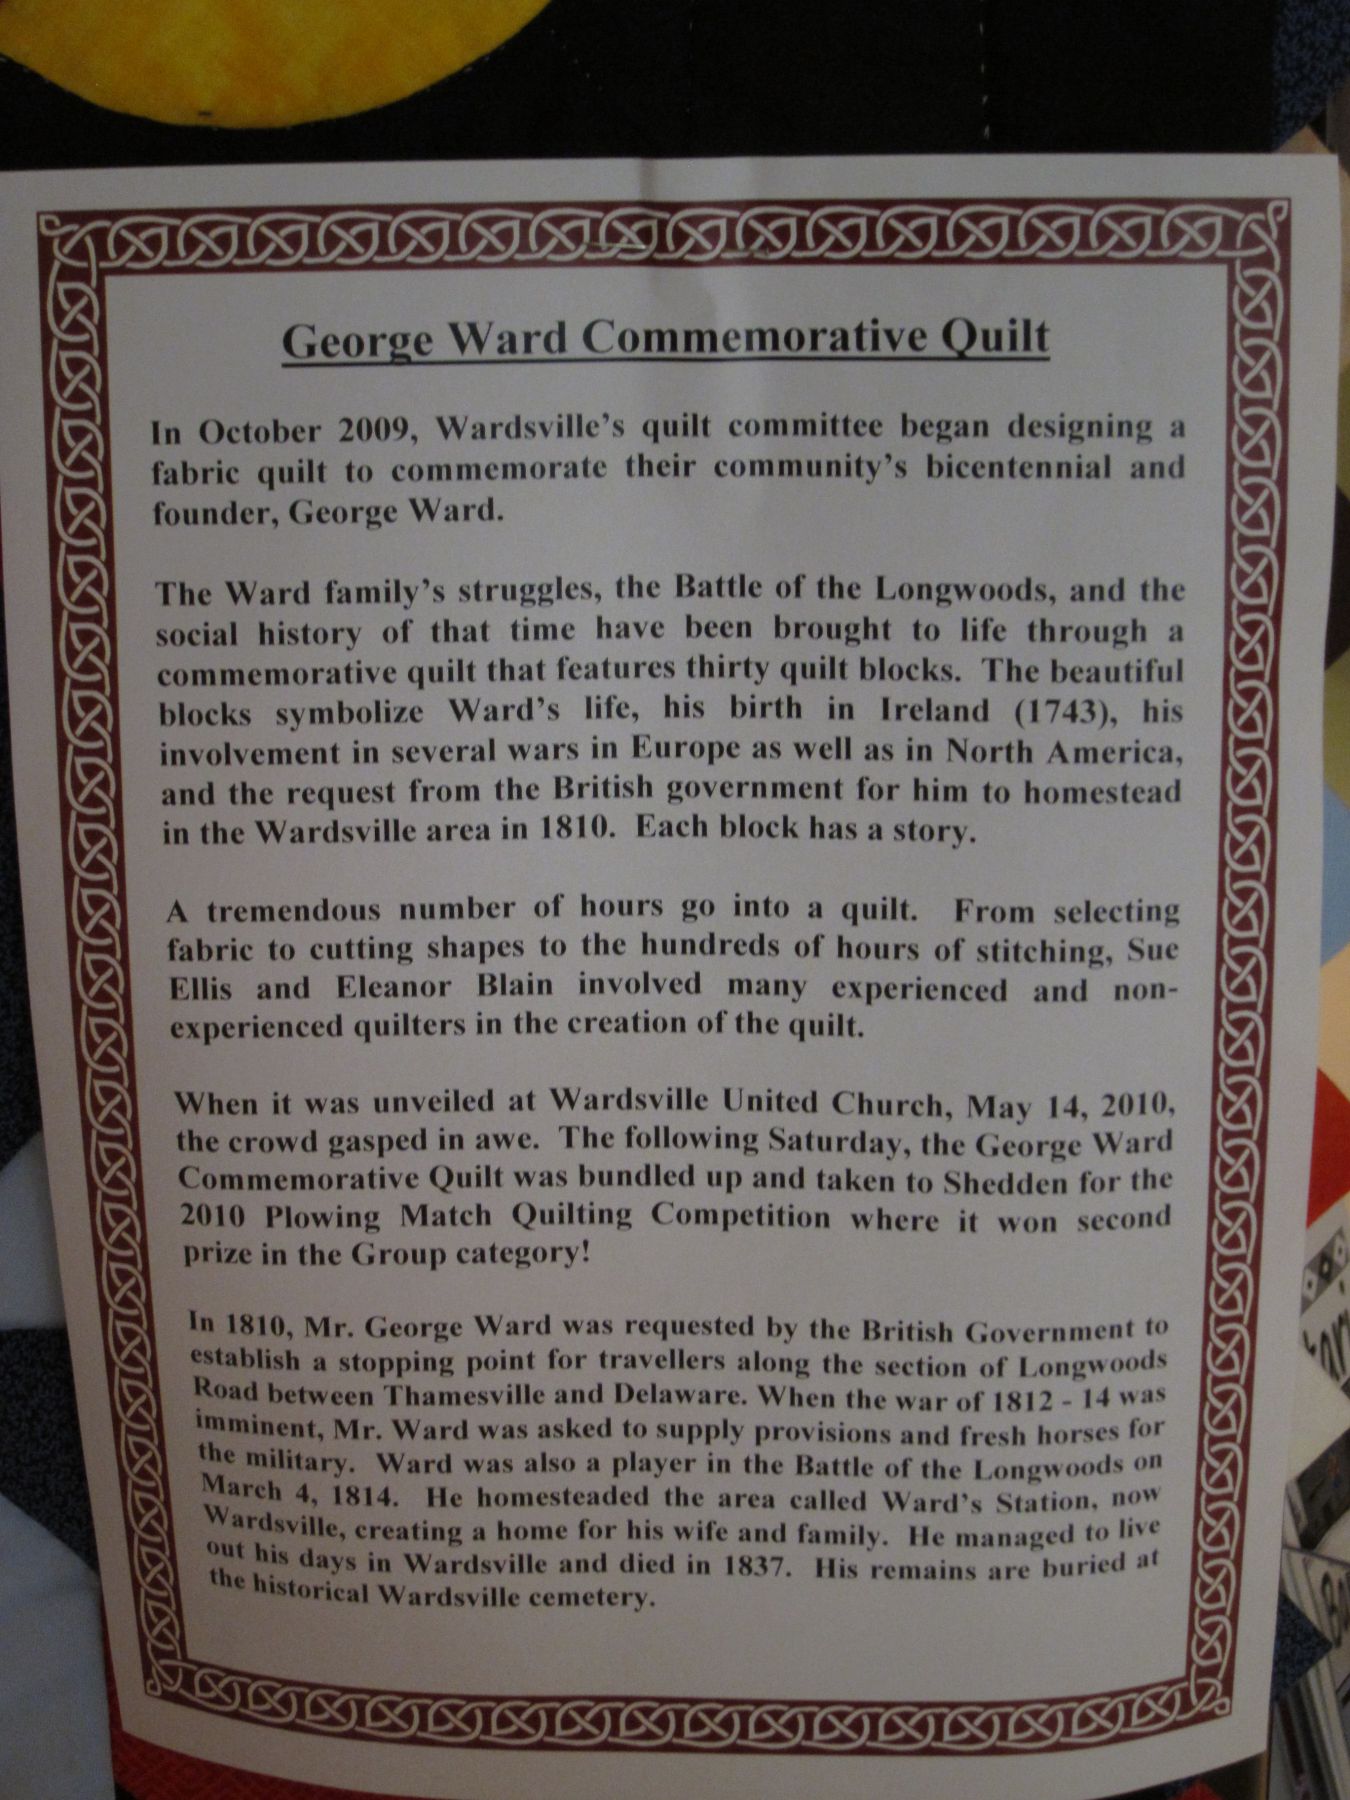 George Ward Commemorative Quilt
In October 2009, Wardsville's quilt committee began designing a
fabric quilt to commemorate their community's bicentennial and
founder, George Ward.
The Ward family's struggles, the Battle of the Longwoods, and the
social history of that time have been brought to life through a
commemorative quilt that features thirty quilt blocks. The beautiful
blocks symbolize Ward's life, his birth in Ireland (1743), his
involvement in several wars in Europe as well as in North America,
and the request from the British government for him to homestead
in the Wardsville area in 1810. Each block has a story.
A tremendous number of hours go into a quilt. From selecting
fabric to cutting shapes to the hundreds of hours of stitching, Sue
Ellis and Eleanor Blain involved many experienced and non-
experienced quilters in the creation of the quilt.
When it was unveiled at Wardsville United Church, May 14, 2010,
the crowd gasped in awe. The following Saturday, the George Ward
Commemorative Quilt was bundled up and taken to Shedden for the
2010 Plowing Match Quilting Competition where it won second
prize in the Group category!
In 1810, Mr. George Ward was requested by the British Government to
establish a stopping point for travellers along the section of Longwoods
Road between Thamesville and Delaware. When the war of 1812 - 14 was
imminent, Mr. Ward was asked to supply provisions and fresh horses for
the military. Ward was also a player in the Battle of the Longwoods on
March 4, 1814. He homesteaded the area called Ward's Station, now
Wardsville, creating a home for his wife and family. He managed to live
out his days in Wardsville and died in 1837. His remains are buried at
the historical Wardsville cemetery.